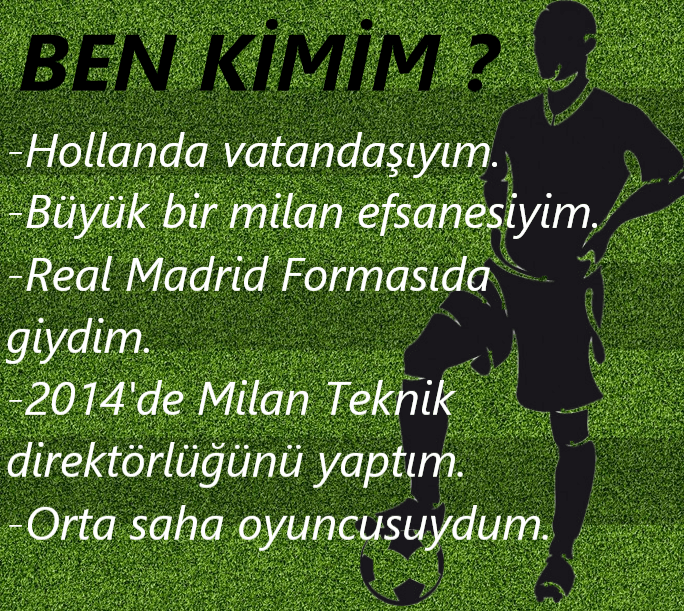 BEN KİMİM ?
-Hollanda vatandaşıyım.
-Büyük bir milan efsanesiyim.
-Real Madrid Formasıda
giydim.
-2014'de Milan Teknik
direktörlüğünü yaptım.
-Orta saha oyuncusuydum.